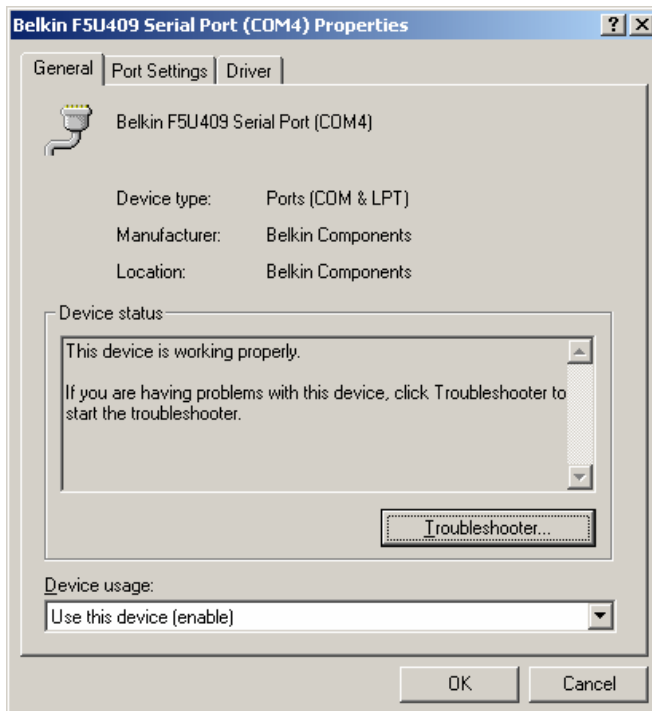 Belkin F5U409 Serial Port (COM4) Properties
General Port Settings Driver
Belkin F5U409 Serial Port (COM4)
Device type: Ports (COM & LPT)
Manufacturer: Belkin Components
Location: Belkin Components
Device status
This device is working properly.
If you are having problems with this device, click Troubleshooter to
start the troubleshooter.
Troubleshooter...
Device usage:
Use this device (enable)
OK Cancel